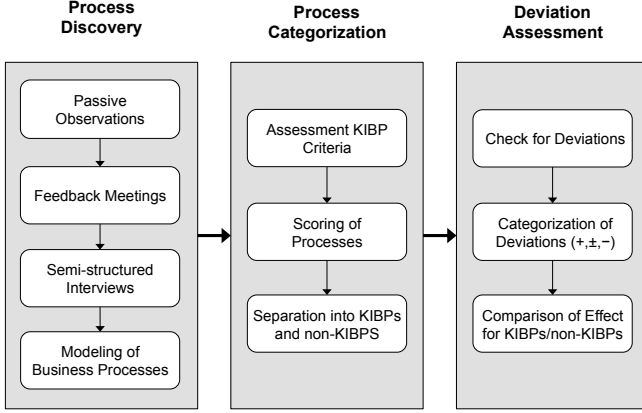 Process
Discovery
Passive
Observations
Feedback Meetings
Semi-structured
Interviews
Modeling of
Business Processes
Process
Categorization
Assessment KIBP
Criteria
Scoring of
Processes
Separation into KIBPs
and non-KIBPS
Deviation
Assessment
Check for Deviations
Categorization of
Deviations (+,±,−)
Comparison of Effect
for KIBPs/non-KIBPs